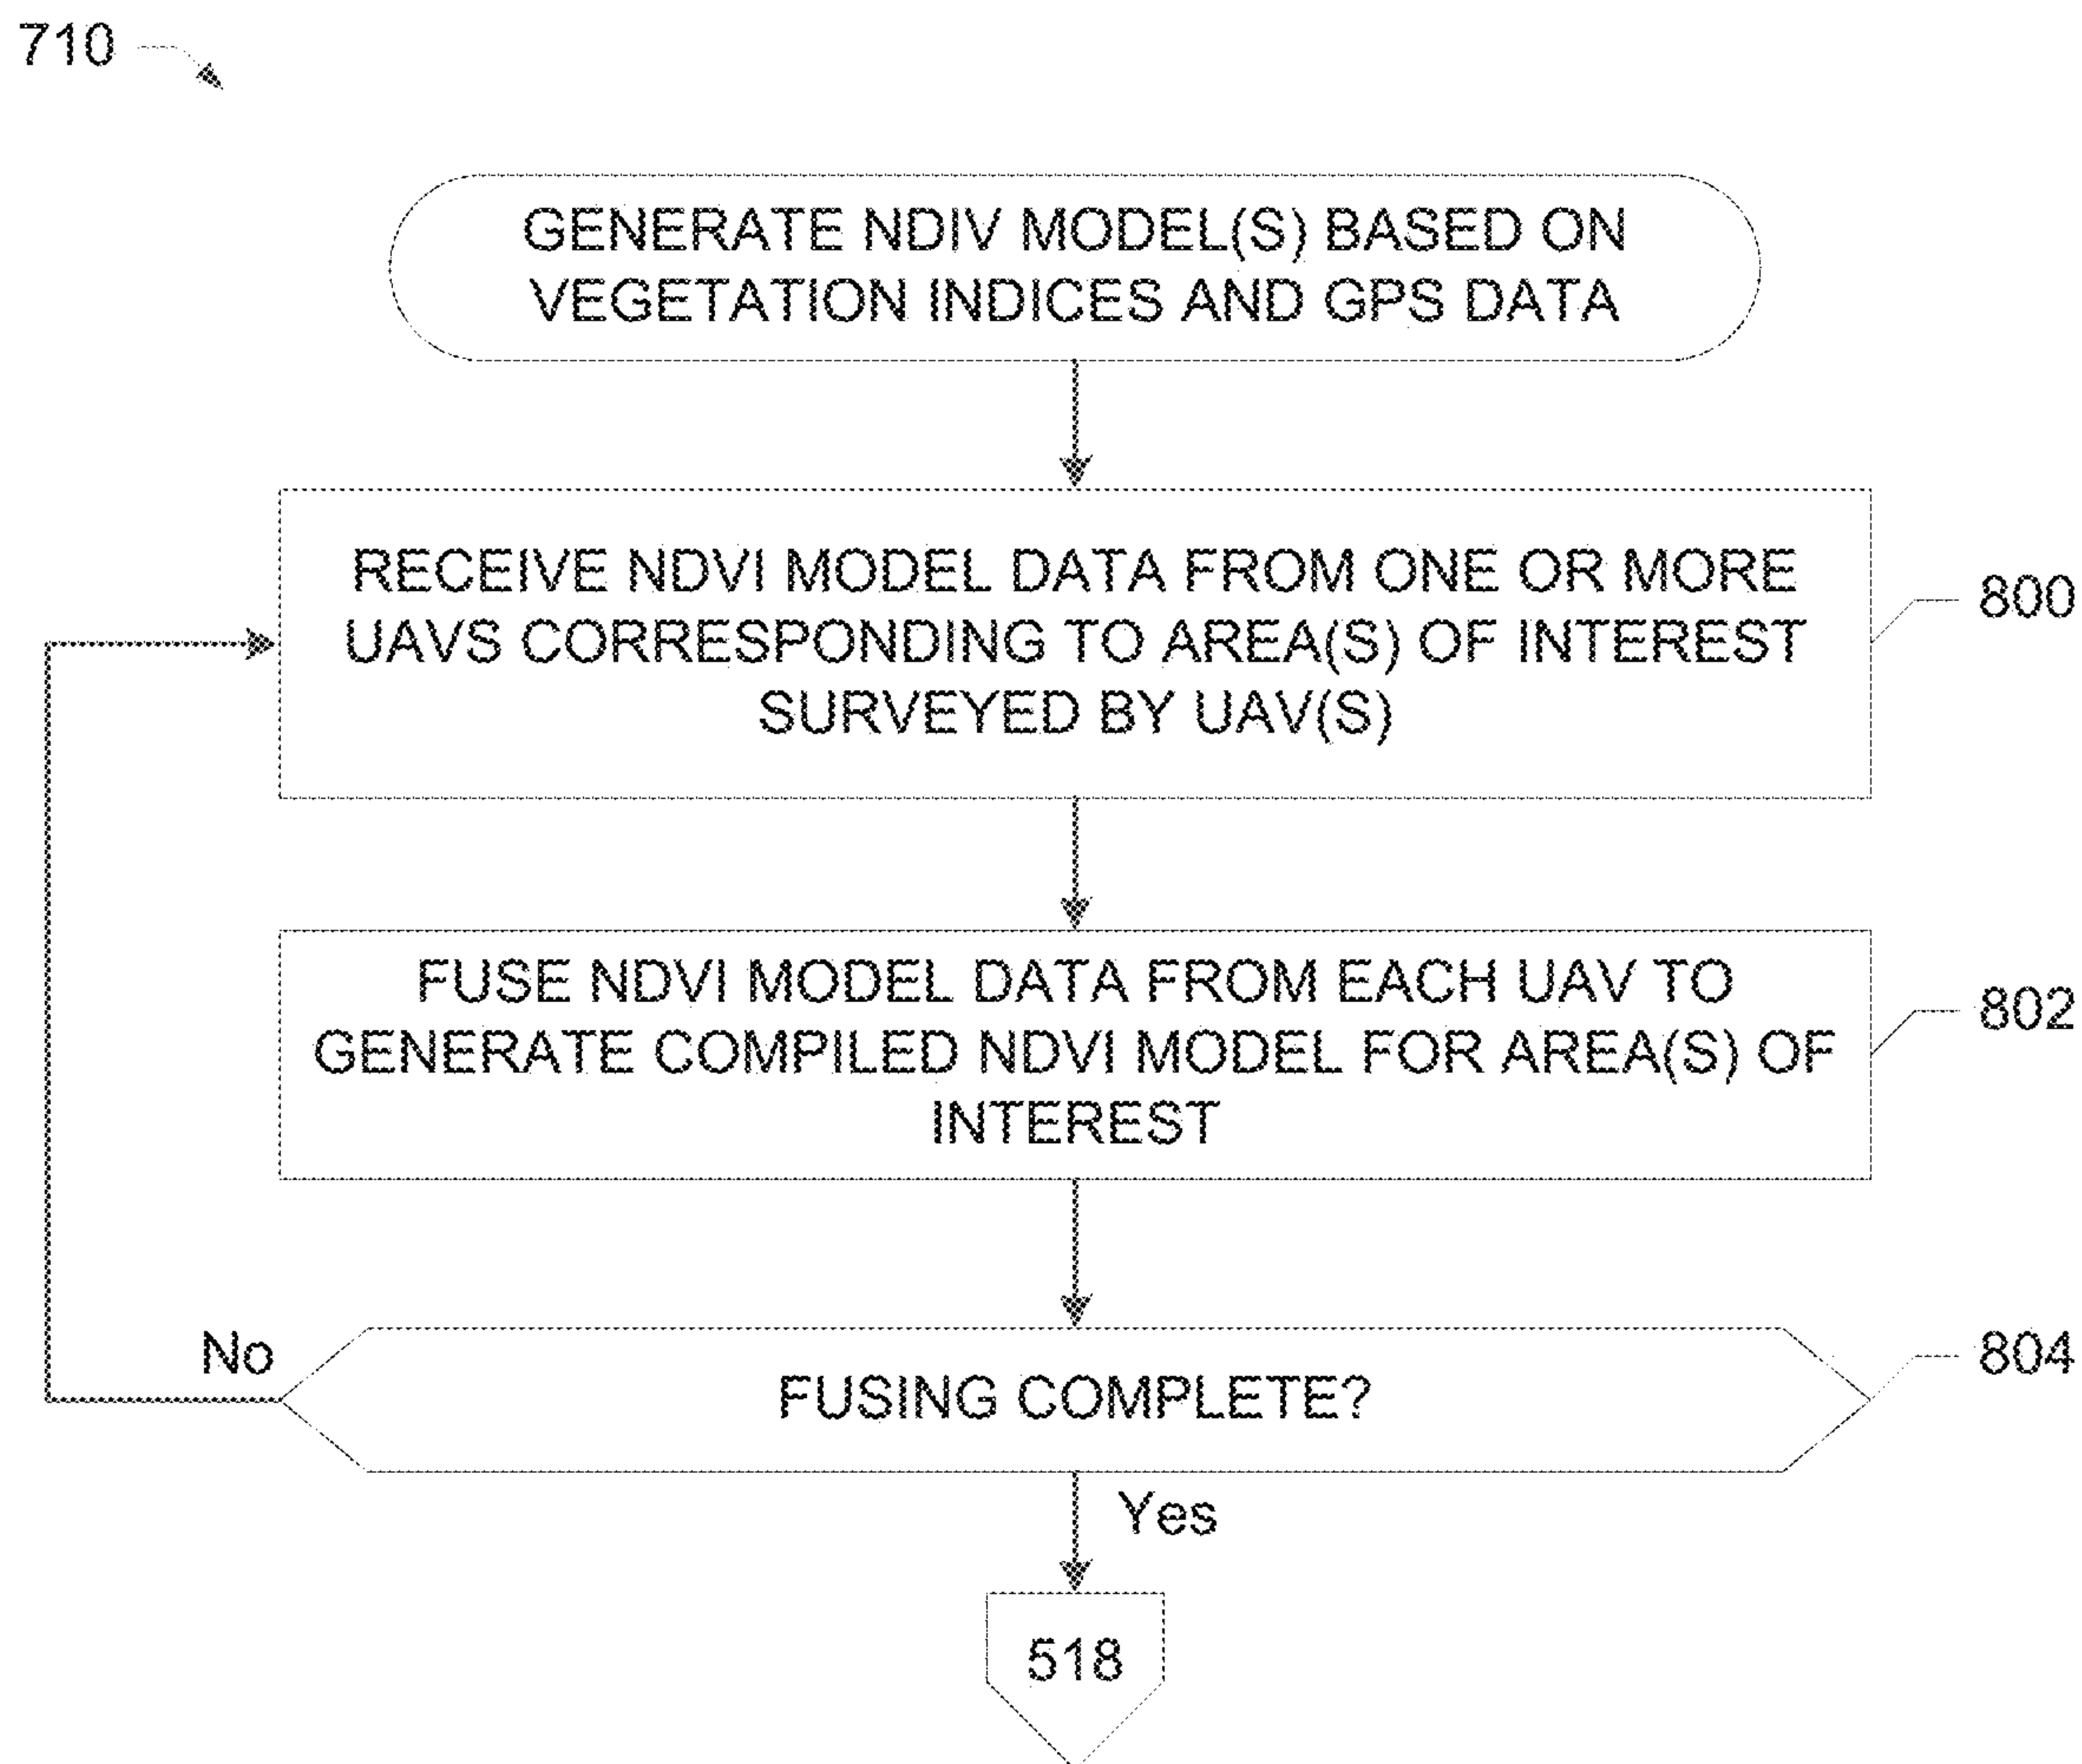 710
GENERATE NDIV MODEL(S) BASED ON
VEGETATION INDICES AND GPS DATA
RECEIVE NDVI MODEL DATA FROM ONE OR MORE
UAVS CORRESPONDING TO AREA(S) OF INTEREST
SURVEYED BY UAV(S)
800
FUSE NDVI MODEL DATA FROM EACH UAV TO
GENERATE COMPILED NDVI MODEL FOR AREA(S) OF
INTEREST
802
No
FUSING COMPLETE?
804
Yes
518